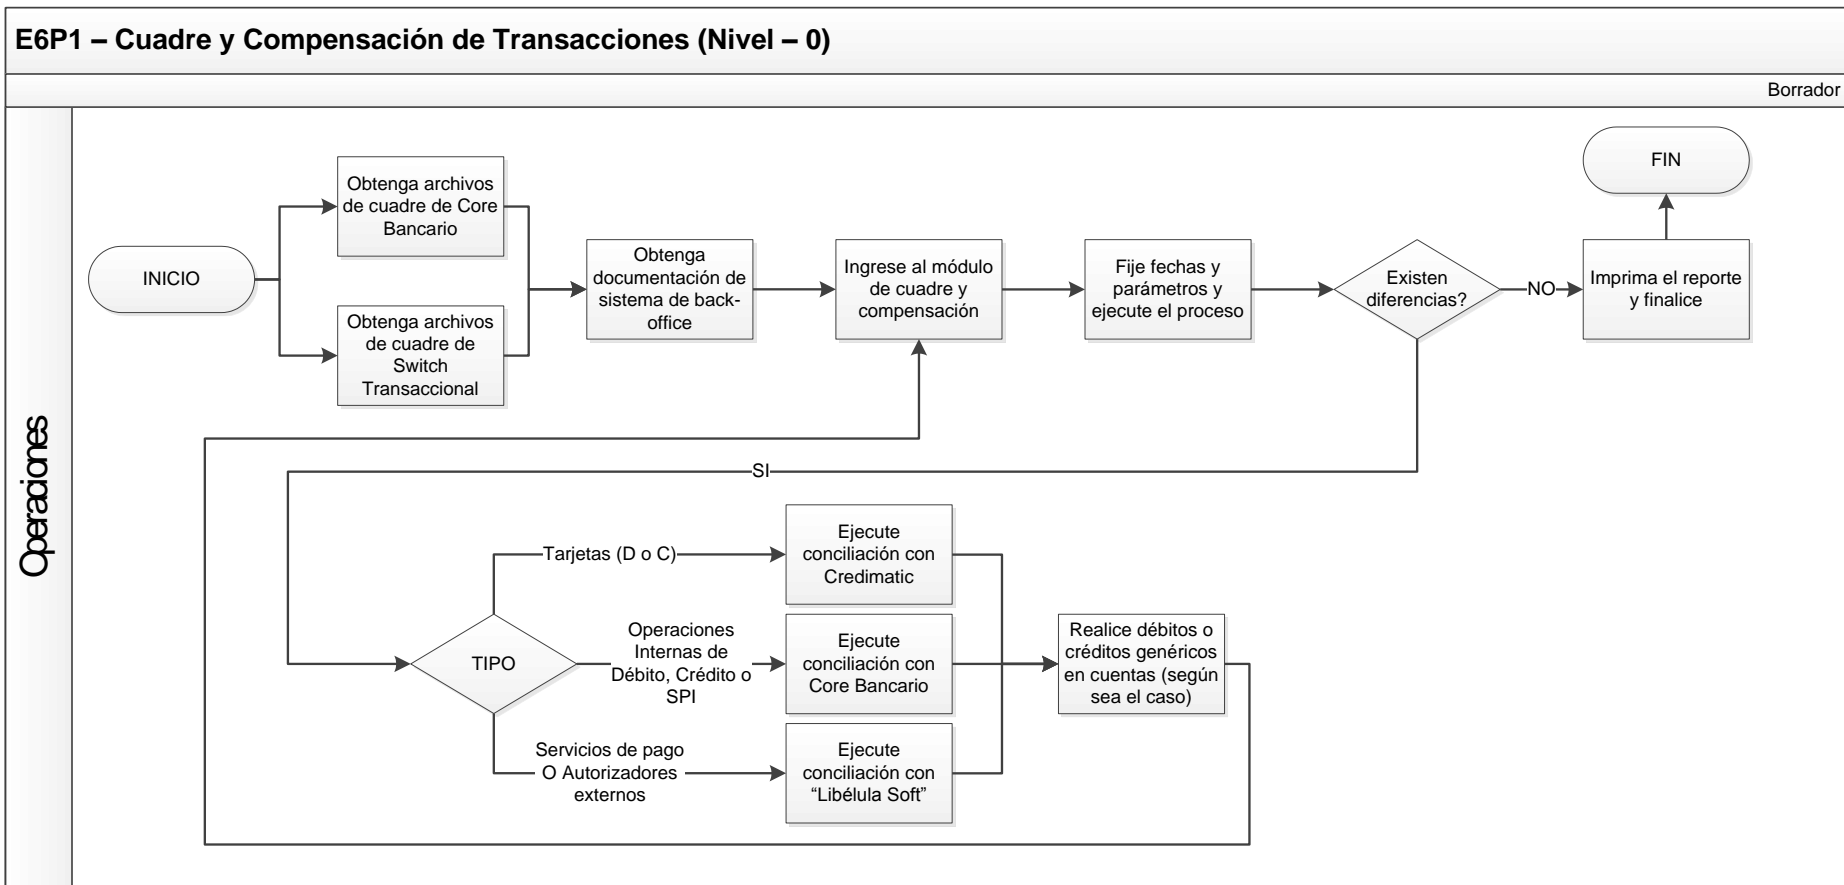 E6P1 – Cuadre y Compensación de Transacciones (Nivel – 0)
Borrador
Operaciones
INICIO
Obtenga archivos
de cuadre de Core
Bancario
Obtenga archivos
de cuadre de
Switch
Transaccional
Obtenga
documentación de
sistema de back-
office
Ingrese al módulo
de cuadre y
compensación
Fije fechas y
parámetros y
ejecute el proceso
Existen
diferencias?
NO
Imprima el reporte
y finalice
FIN
SI
TIPO
Tarjetas (D o C)
Operaciones
Internas de
Débito, Crédito o
SPI
Servicios de pago
O Autorizadores
externos
Ejecute
conciliación con
Credimatic
Ejecute
conciliación con
Core Bancario
Ejecute
conciliación con
“Libélula Soft”
Realice débitos o
créditos genéricos
en cuentas (según
sea el caso)